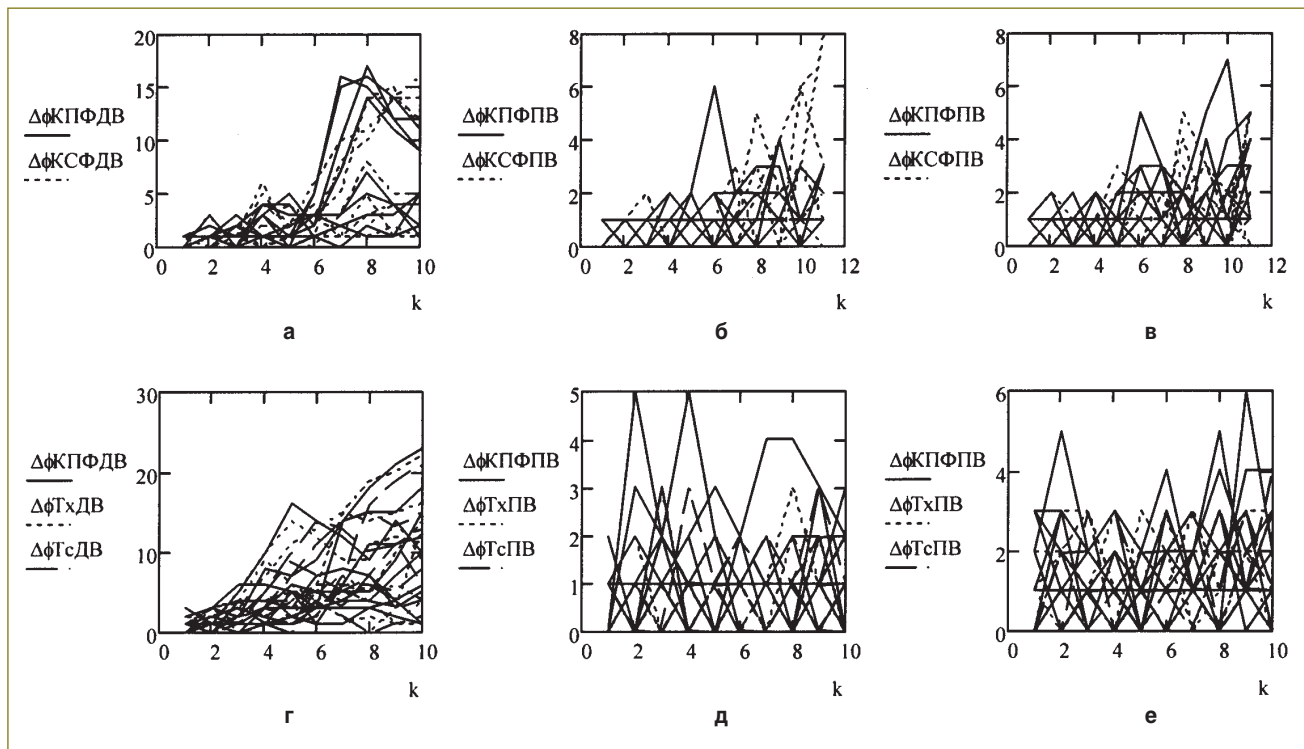 20
15
10
5
0
ΔϕКПФДВ
ΔϕКСФДВ
0 2 4 6 8 10
k
а
8
6
4
2
0
ΔϕКПФПВ
ΔϕКСФПВ
0 2 4 6 8 10 12
k
б
8
6
4
2
0
ΔϕКПФПВ
ΔϕКСФПВ
0 2 4 6 8 10 12
k
в
30
20
10
0
ΔϕКПФДВ
ΔϕТхДВ
ΔϕТсДВ
0 2 4 6 8 10
k
г
5
4
3
2
1
0
ΔϕКПФПВ
ΔϕТхПВ
ΔϕТсПВ
0 2 4 6 8 10
k
д
6
4
2
0
ΔϕКПФПВ
ΔϕТхПВ
ΔϕТсПВ
0 2 4 6 8 10
k
е